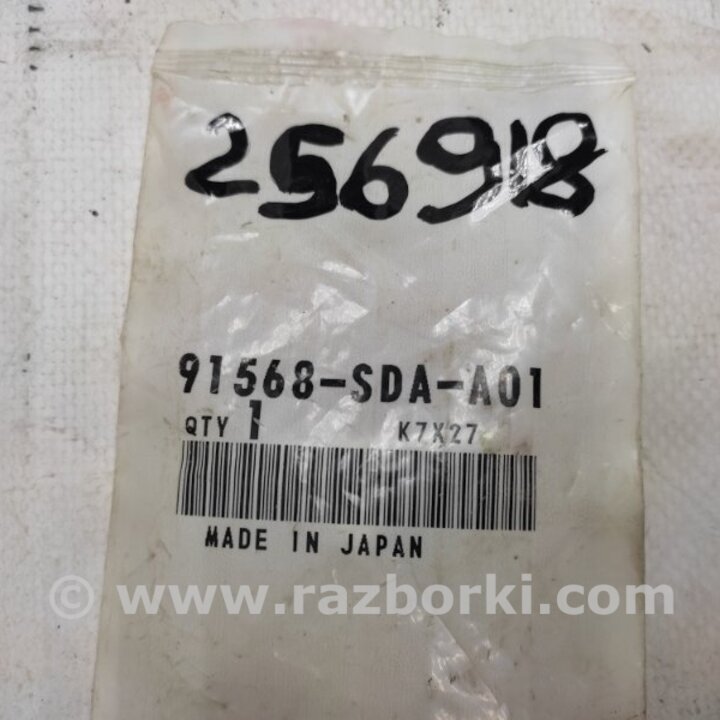 256918
91568-SDA-A01
QTY 1 K7X27
MADE IN JAPAN
© www.razborki.com